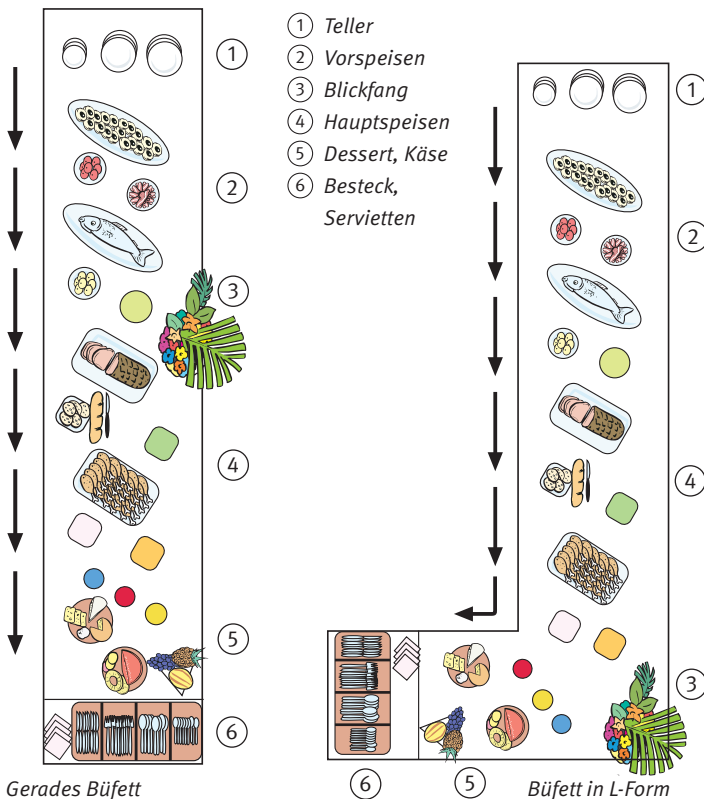 ① Teller
② Vorspeisen
③ Blickfang
④ Hauptspeisen
⑤ Dessert, Käse
⑥ Besteck,
Servietten
①
②
③
④
⑤
⑥
Gerades Büfett
①
②
④
③
⑥ ⑤
Büfett in L-Form